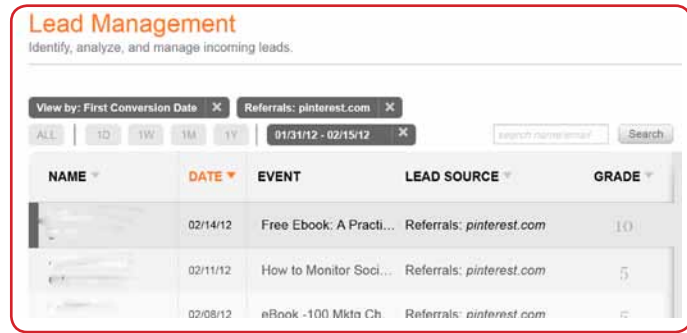 Lead Management
Identify, analyze, and manage incoming leads.
View by: First Conversion Date ✕ Referrals: pinterest.com ✕
ALL 1D 1W 1M 1Y 01/31/12 - 02/15/12 ✕ search name/email Search
NAME DATE EVENT LEAD SOURCE GRADE
02/14/12 Free Ebook: A Practi... Referrals: pinterest.com 10
02/11/12 How to Monitor Soci... Referrals: pinterest.com 5
02/08/12 eBook -100 Mktg Ch Referrals: pinterest.com